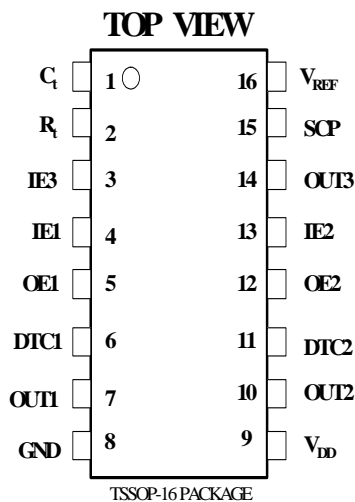 TOP VIEW
Ct 1 16 VREF
Rt 2 15 SCP
IE3 3 14 OUT3
IE1 4 13 IE2
OE1 5 12 OE2
DTC1 6 11 DTC2
OUT1 7 10 OUT2
GND 8 9 VDD
TSSOP-16 PACKAGE